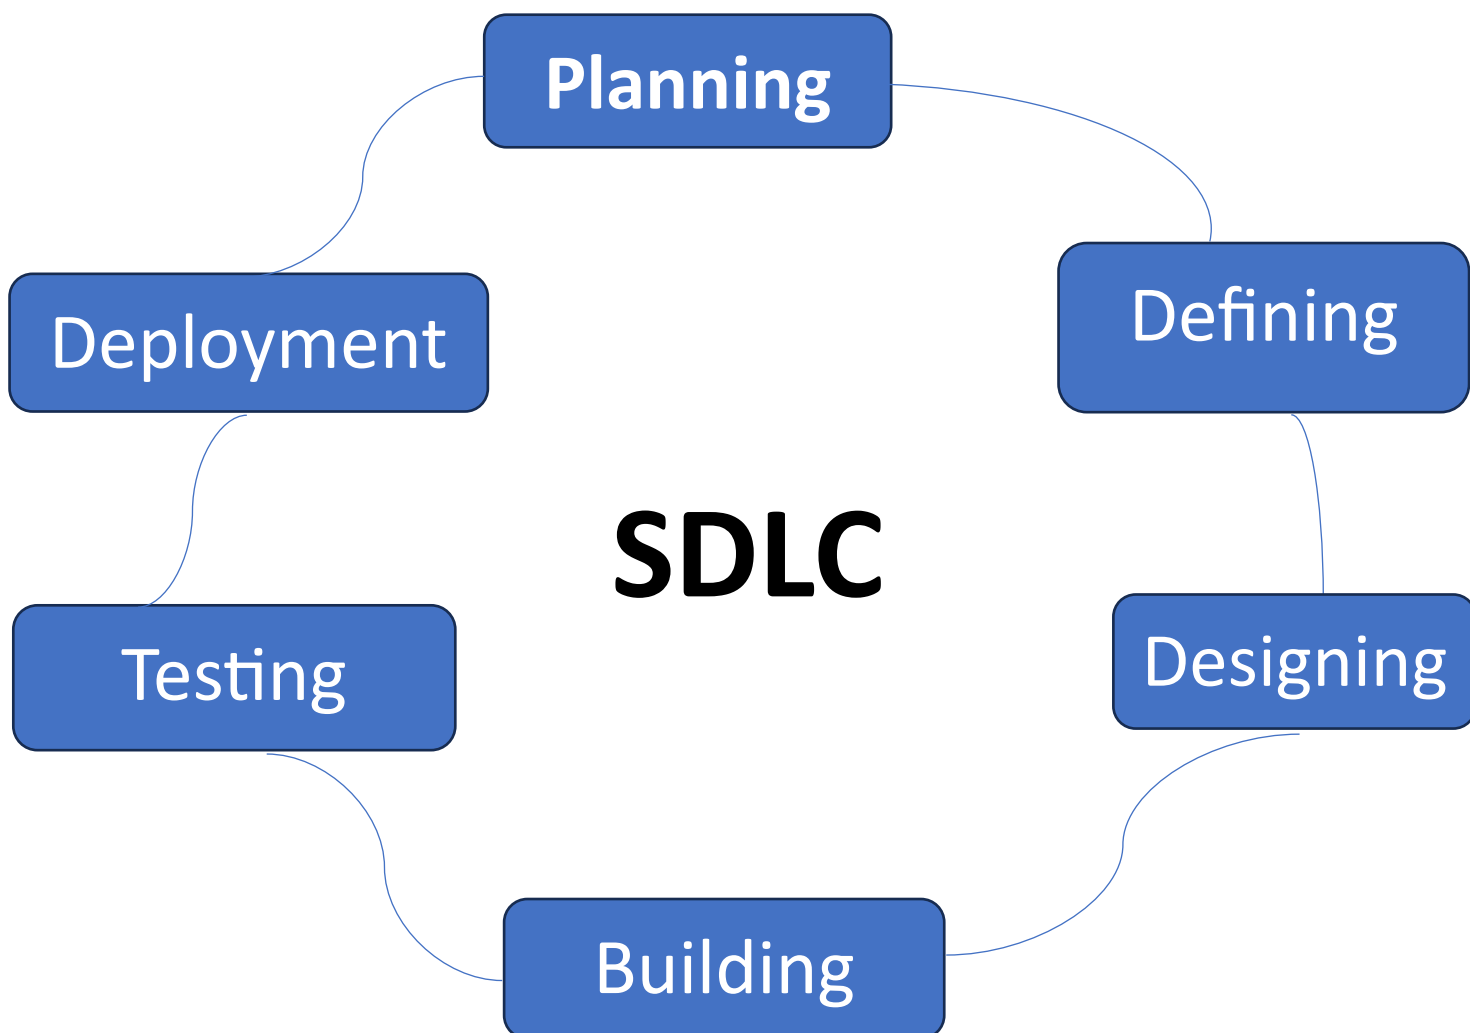 Planning
Defining
Deployment
SDLC
Designing
Testing
Building